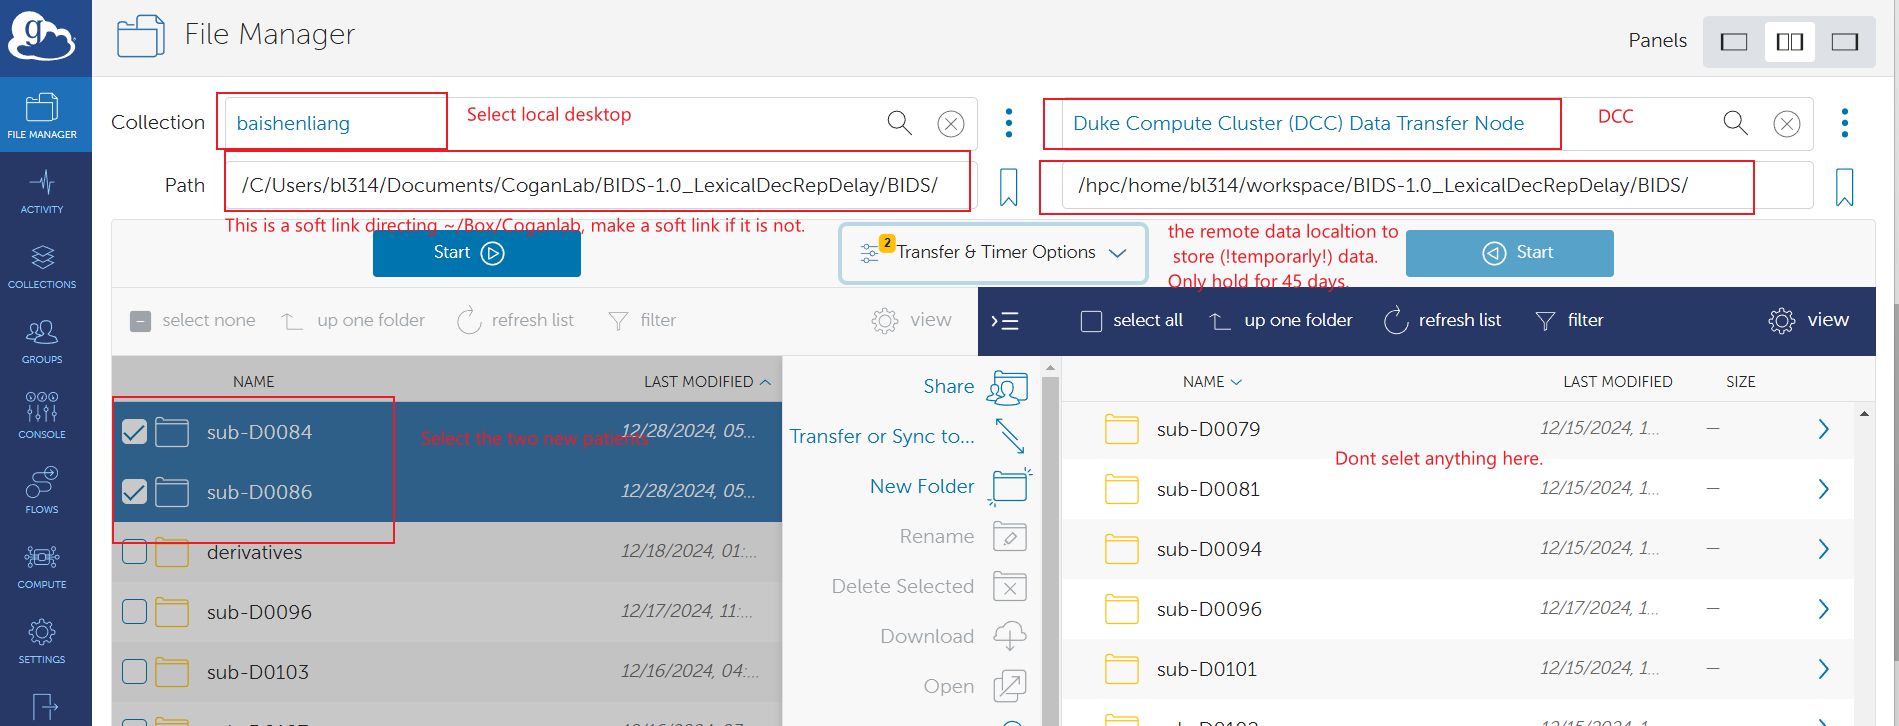 g
File Manager
Panels
FILE MANAGER
Collection
baishenliang
Select local desktop
Duke Compute Cluster (DCC) Data Transfer Node
DCC
Path
/C/Users/bl314/Documents/CoganLab/BIDS-1.0_LexicalDecRepDelay/BIDS/
/hpc/home/bl314/workspace/BIDS-1.0_LexicalDecRepDelay/BIDS/
ACTIVITY
This is a soft link directing ~/Box/Coganlab, make a soft link if it is not.
Start
2
Transfer & Timer Options
the remote data localtion to
store (!temporarly!) data.
Only hold for 45 days.
Start
COLLECTIONS
select none
up one folder
refresh list
filter
view
select all
up one folder
refresh list
filter
view
GROUPS
NAME
LAST MODIFIED
Share
NAME
LAST MODIFIED
SIZE
CONSOLE
sub-D0084
Select the two new patients
12/28/2024, 05...
Transfer or Sync to...
sub-D0079
12/15/2024, 1...
—
Dont selet anything here.
sub-D0086
12/28/2024, 05...
New Folder
sub-D0081
12/15/2024, 1...
—
FLOWS
derivatives
12/18/2024, 01:...
Rename
sub-D0094
12/15/2024, 1...
—
COMPUTE
sub-D0096
12/17/2024, 11:...
Delete Selected
sub-D0096
12/17/2024, 1...
—
Download
SETTINGS
sub-D0103
12/16/2024, 04:...
Open
sub-D0101
12/15/2024, 1...
—